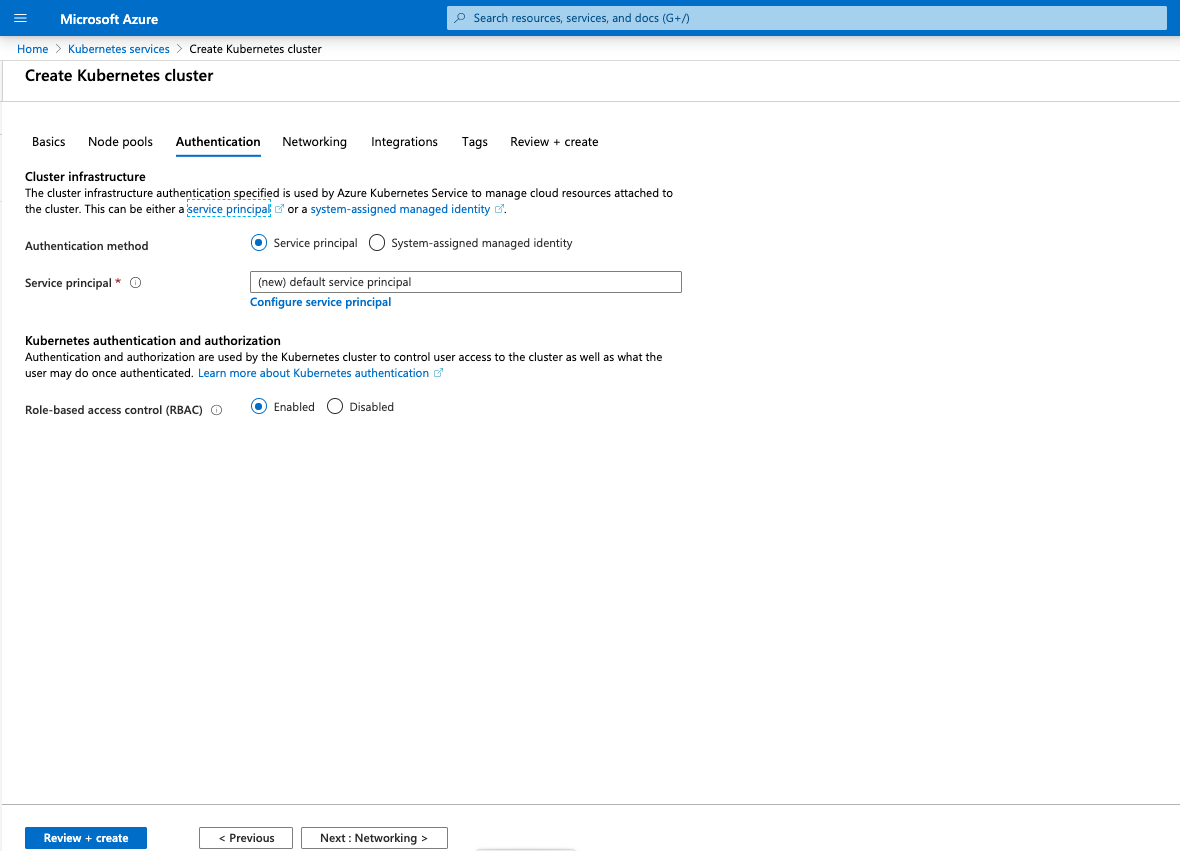 Microsoft Azure
Search resources, services, and docs (G+/)
Home > Kubernetes services > Create Kubernetes cluster
Create Kubernetes cluster
Basics Node pools Authentication Networking Integrations Tags Review + create
Cluster infrastructure
The cluster infrastructure authentication specified is used by Azure Kubernetes Service to manage cloud resources attached to
the cluster. This can be either a service principal or a system-assigned managed identity.
Authentication method Service principal System-assigned managed identity
Service principal * (new) default service principal
Configure service principal
Kubernetes authentication and authorization
Authentication and authorization are used by the Kubernetes cluster to control user access to the cluster as well as what the
user may do once authenticated. Learn more about Kubernetes authentication
Role-based access control (RBAC) Enabled Disabled
Review + create < Previous Next : Networking >